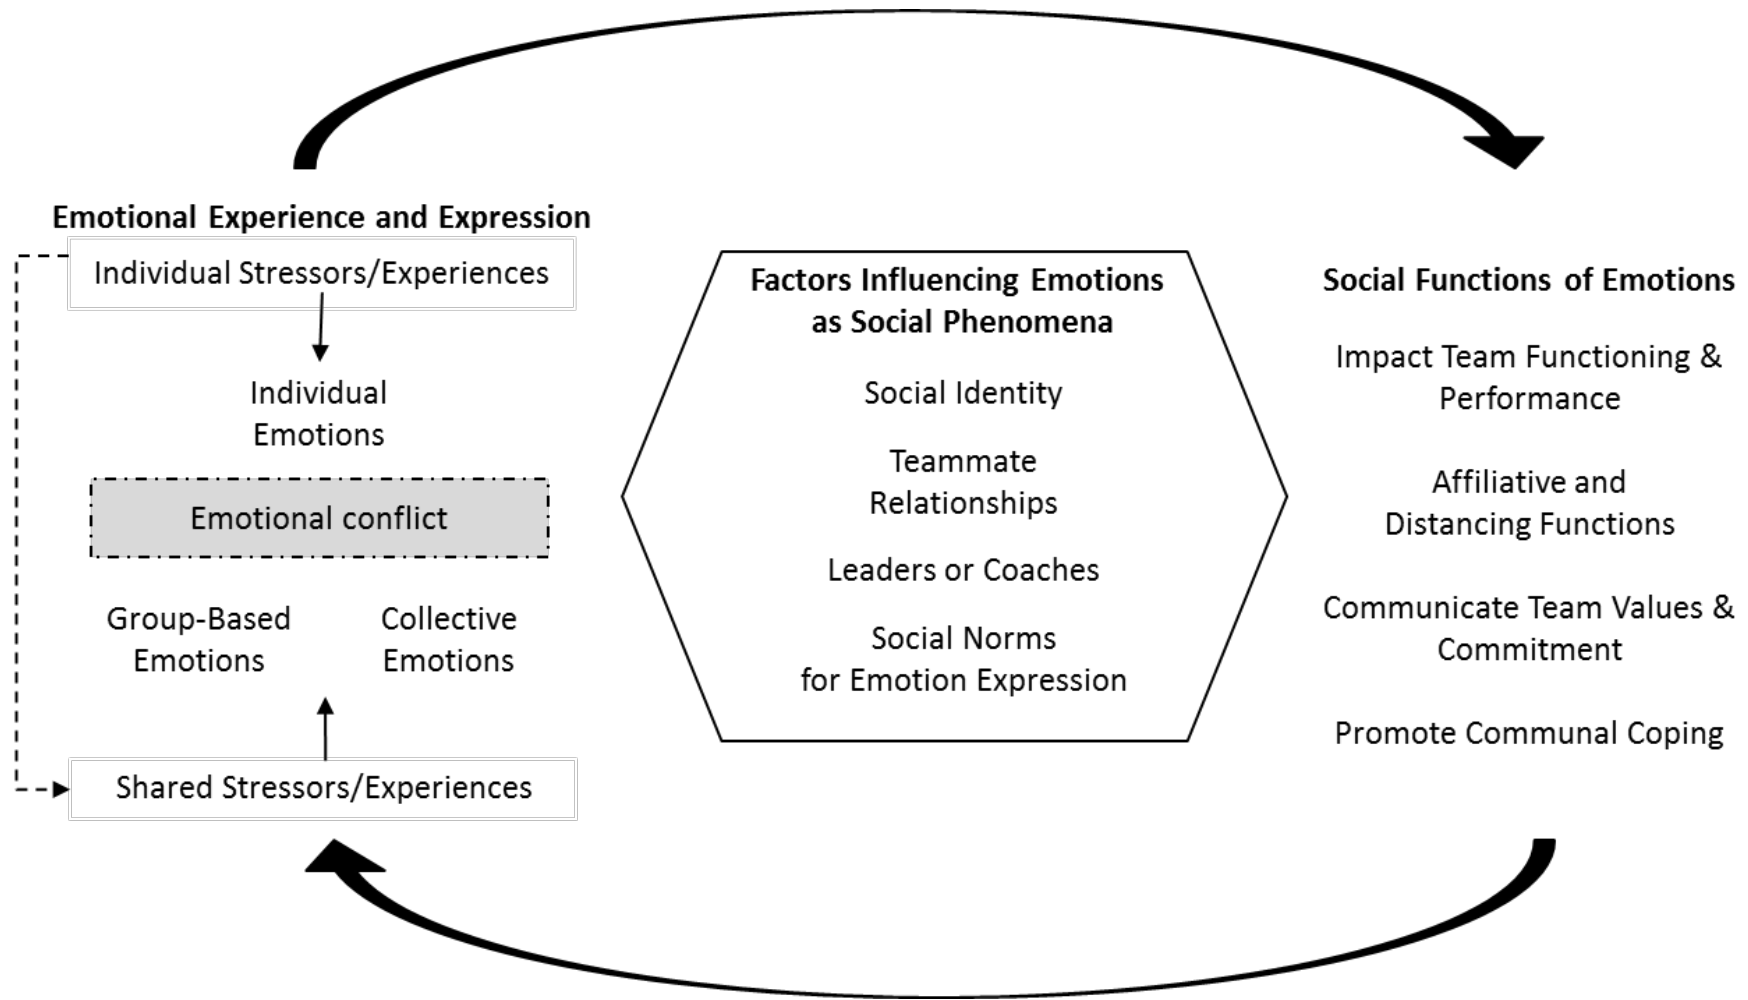 Emotional Experience and Expression
Individual Stressors/Experiences
Individual
Emotions
Emotional conflict
Group-Based
Emotions
Collective
Emotions
Shared Stressors/Experiences
Factors Influencing Emotions
as Social Phenomena
Social Identity
Teammate
Relationships
Leaders or Coaches
Social Norms
for Emotion Expression
Social Functions of Emotions
Impact Team Functioning &
Performance
Affiliative and
Distancing Functions
Communicate Team Values &
Commitment
Promote Communal Coping